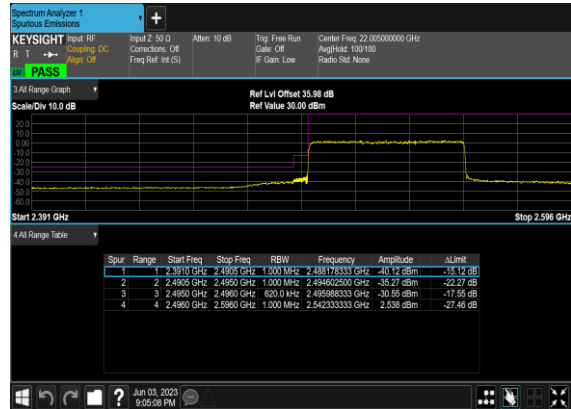 Spectrum Analyzer 1
Spurious Emissions
+
KEYSIGHT Input: RF Input Z: 50 Ω Atten: 10 dB Trig: Free Run Center Freq: 22.005000000 GHz
R T Coupling: DC Corrections: Off Gate: Off Avg|Hold: 100/100
Align: Off Freq Ref: Int (S) IF Gain: Low Radio Std: None
PASS
3 All Range Graph
Ref Lvl Offset 35.98 dB
Scale/Div 10.0 dB Ref Value 30.00 dBm
20.0
10.0
0.00
-10.0
-20.0
-30.0
-40.0
-50.0
-60.0
Start 2.391 GHz Stop 2.596 GHz
4 All Range Table
Spur Range Start Freq Stop Freq RBW Frequency Amplitude ΔLimit
1 1 2.3910 GHz 2.4905 GHz 1.000 MHz 2.488178333 GHz -40.12 dBm -15.12 dB
2 2 2.4905 GHz 2.4950 GHz 1.000 MHz 2.494602500 GHz -35.27 dBm -22.27 dB
3 3 2.4950 GHz 2.4960 GHz 620.0 kHz 2.495988333 GHz -30.55 dBm -17.55 dB
4 4 2.4960 GHz 2.5960 GHz 1.000 MHz 2.542333333 GHz 2.538 dBm -27.46 dB
? Jun 03, 2023
9:05:08 PM